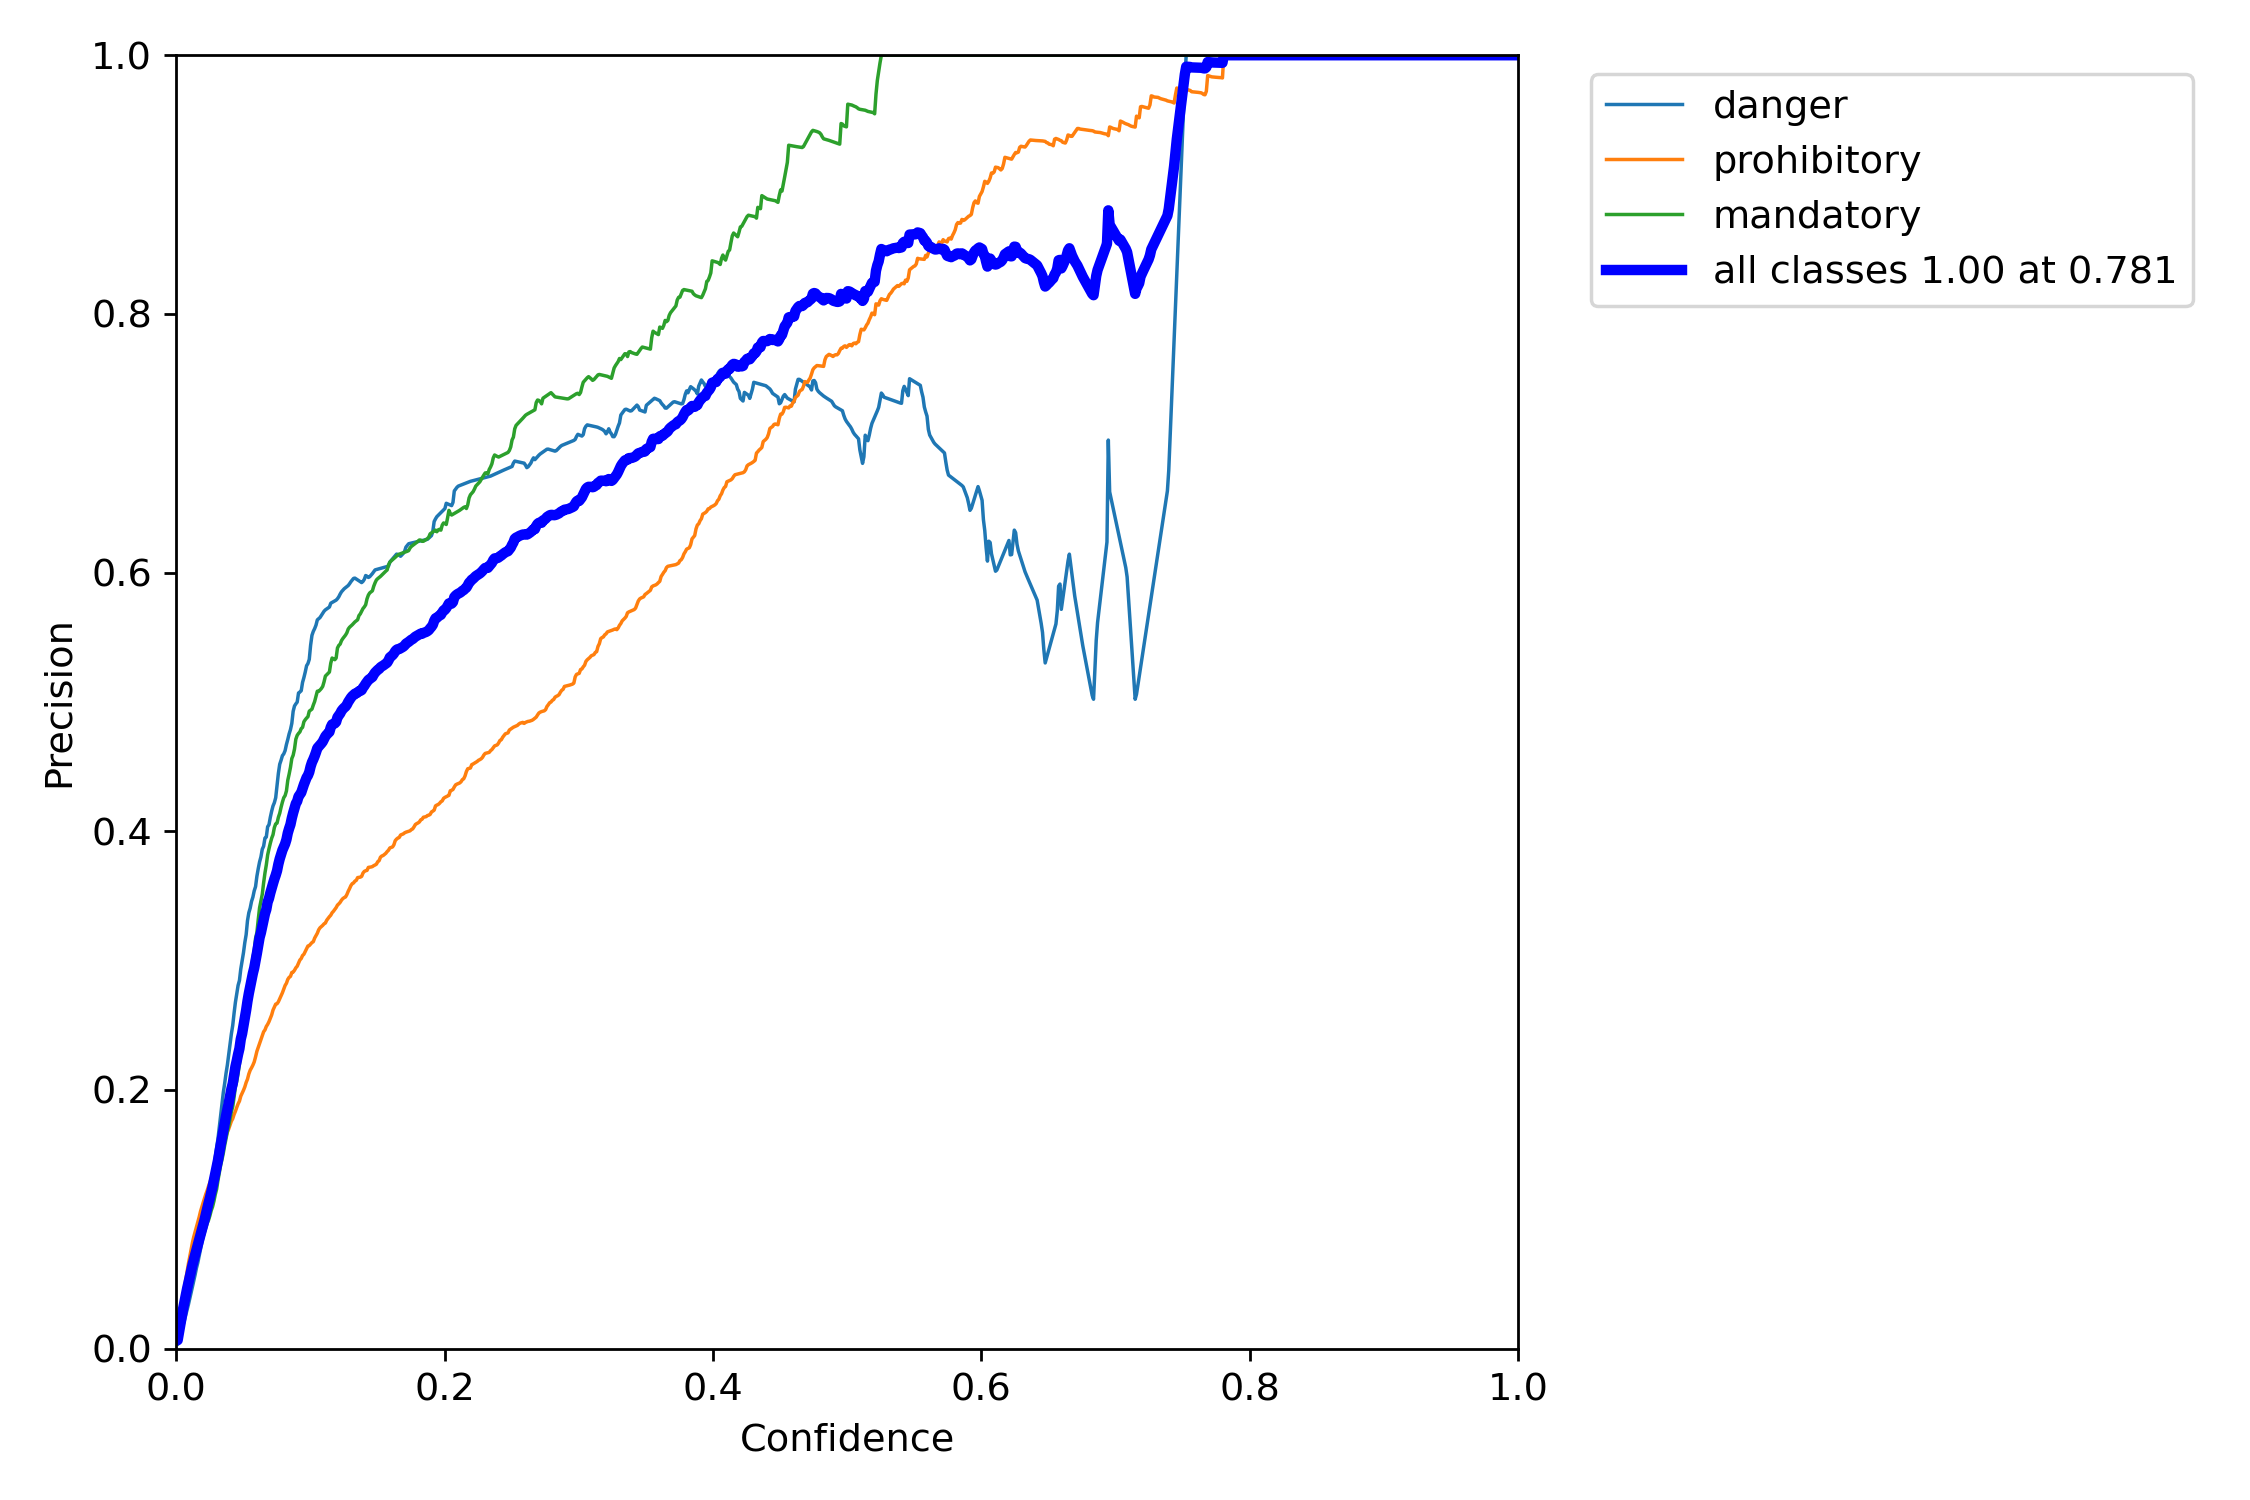 1.0
0.8
0.6
0.4
0.2
0.0
Precision
0.0 0.2 0.4 0.6 0.8 1.0
Confidence
danger
prohibitory
mandatory
all classes 1.00 at 0.781